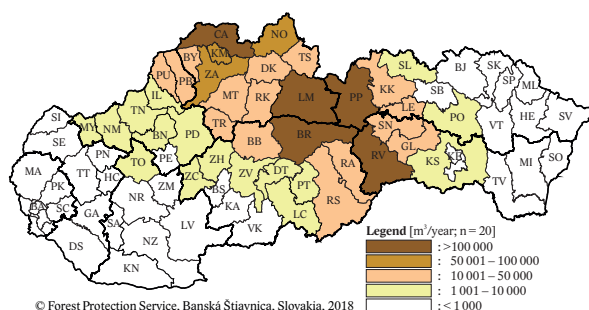 CA
NO
BY
KM
TS
SL
BJ
SK
PU
PB
ZA
DK
SP
ML
KK
SB
IL
MT
RK
LM
PP
LE
PO
HE
SV
SI
MY
NM
TN
BN
PD
TR
BB
BR
SN
GL
VT
SE
PN
PE
TO
ZH
ZV
DT
RA
RV
KS
KE
MI
SO
MA
PK
TT
HC
ZM
ZC
BS
PT
TV
BA
SC
GA
SA
NR
LV
KA
VK
LC
RS
DS
NZ
KN
Legend [m³/year; n = 20]
: >100 000
: 50 001 – 100 000
: 10 001 – 50 000
: 1 001 – 10 000
: < 1 000
© Forest Protection Service, Banská Štiavnica, Slovakia, 2018